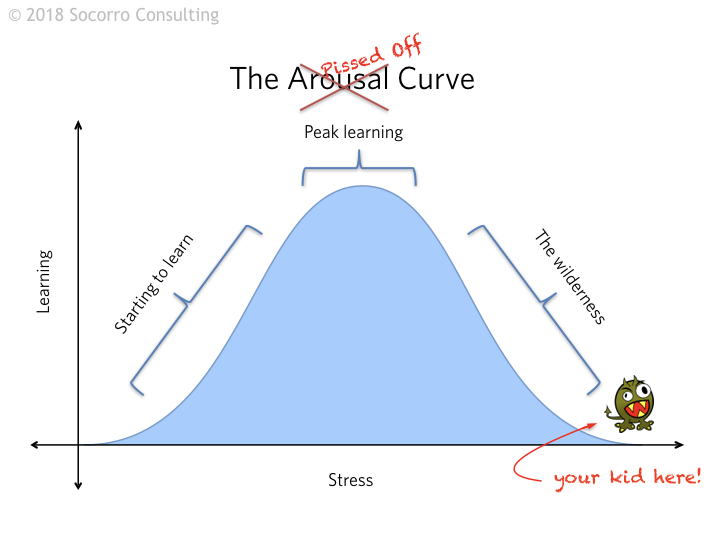 © 2018 Socorro Consulting
Pissed Off
The Arousal Curve
Peak learning
Starting to learn
The wilderness
Learning
Stress
your kid here!